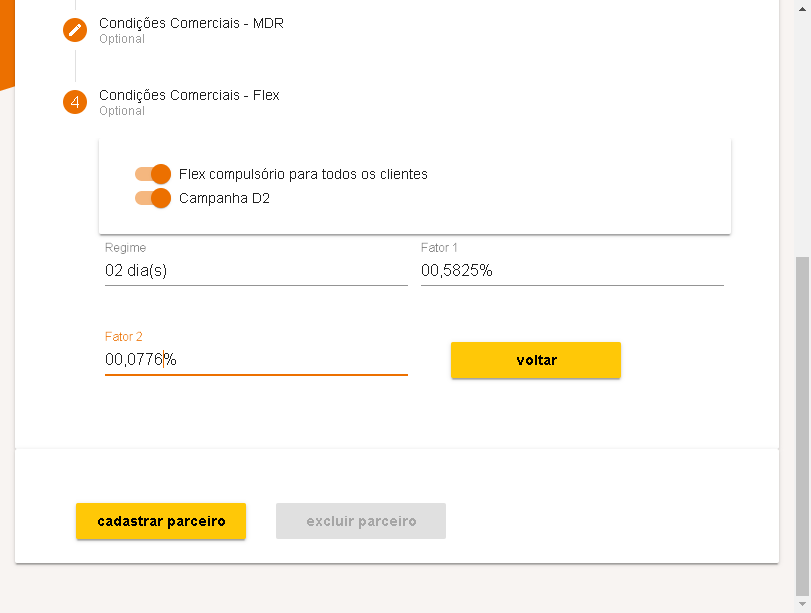 Condições Comerciais - MDR
Optional
4
Condições Comerciais - Flex
Optional
Flex compulsório para todos os clientes
Campanha D2
Regime
Fator 1
02 dia(s)
00,5825%
Fator 2
00,0776%
voltar
cadastrar parceiro
excluir parceiro